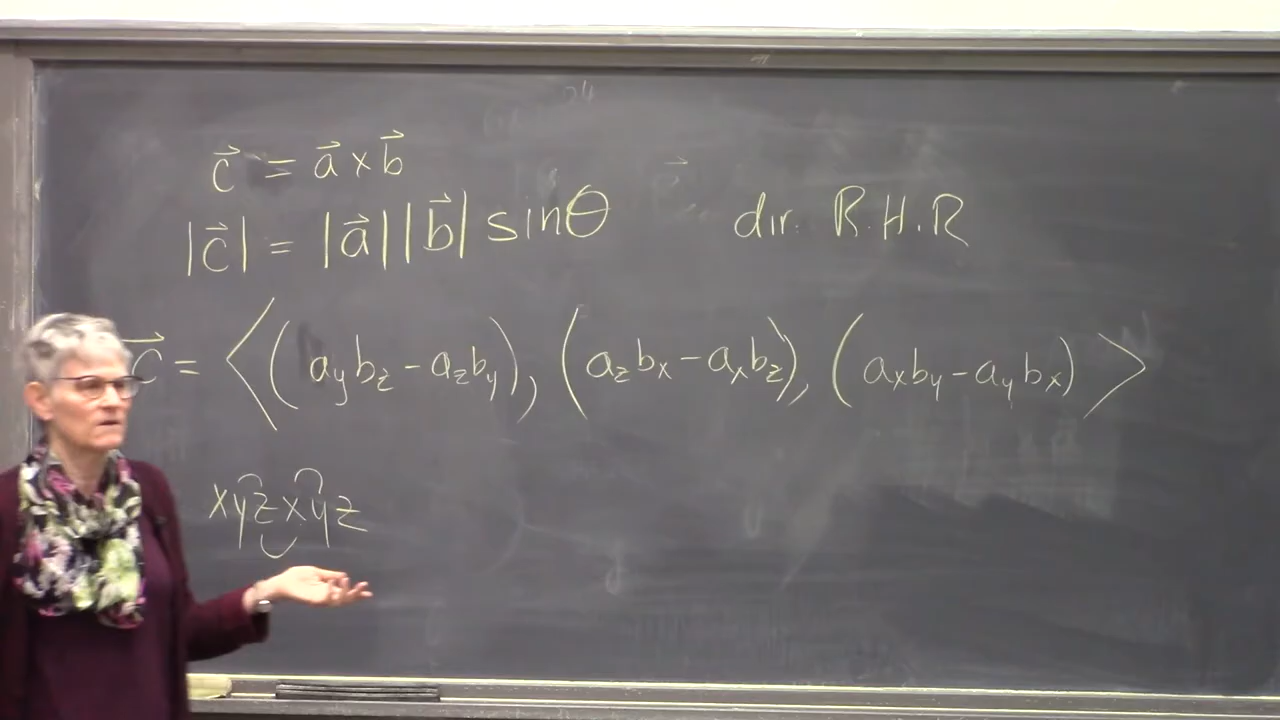 c⃗ = a⃗ × b⃗
|c⃗| = |a⃗||b⃗| sinθ dir. R.H.R
c⃗ = ⟨(a_y b_z − a_z b_y), (a_z b_x − a_x b_z), (a_x b_y − a_y b_x)⟩
xyzxyz